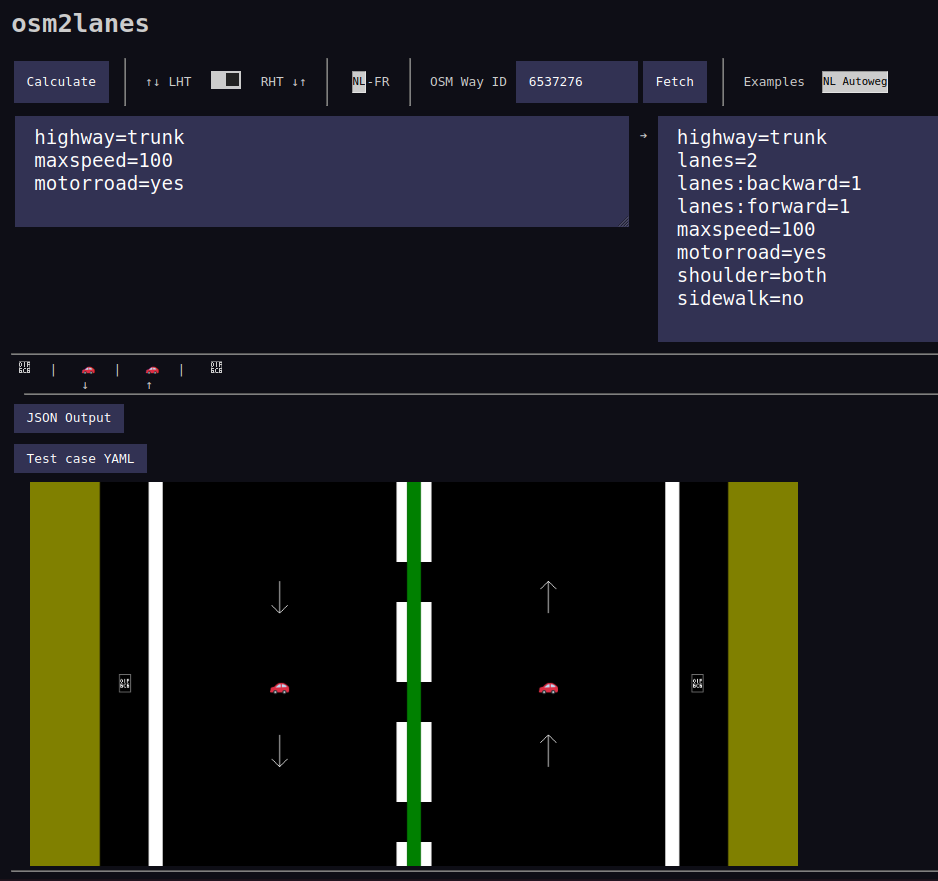 osm2lanes
Calculate ↑↓ LHT RHT ↓↑ NL-FR OSM Way ID 6537276 Fetch Examples NL Autoweg
highway=trunk
maxspeed=100
motorroad=yes
→
highway=trunk
lanes=2
lanes:backward=1
lanes:forward=1
maxspeed=100
motorroad=yes
shoulder=both
sidewalk=no
| 🚗 | 🚗 |
↓ ↑
JSON Output
Test case YAML